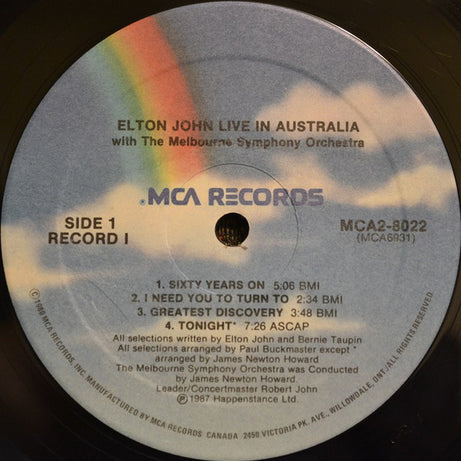 ELTON JOHN LIVE IN AUSTRALIA
with The Melbourne Symphony Orchestra
MCA RECORDS
SIDE 1
RECORD I
MCA2-8022
(MCA6931)
1. SIXTY YEARS ON 5:06 BMI
2. I NEED YOU TO TURN TO 2:34 BMI
3. GREATEST DISCOVERY 3:48 BMI
4. TONIGHT* 7:26 ASCAP
All selections written by Elton John and Bernie Taupin
All selections arranged by Paul Buckmaster except *
arranged by James Newton Howard
The Melbourne Symphony Orchestra was Conducted
by James Newton Howard.
Leader/Concertmaster Robert John
Ⓟ1987 Happenstance Ltd.
©1988 MCA RECORDS, INC. MANUFACTURED BY MCA RECORDS CANADA 2450 VICTORIA PK. AVE., WILLOWDALE, ONT. ALL RIGHTS RESERVED.